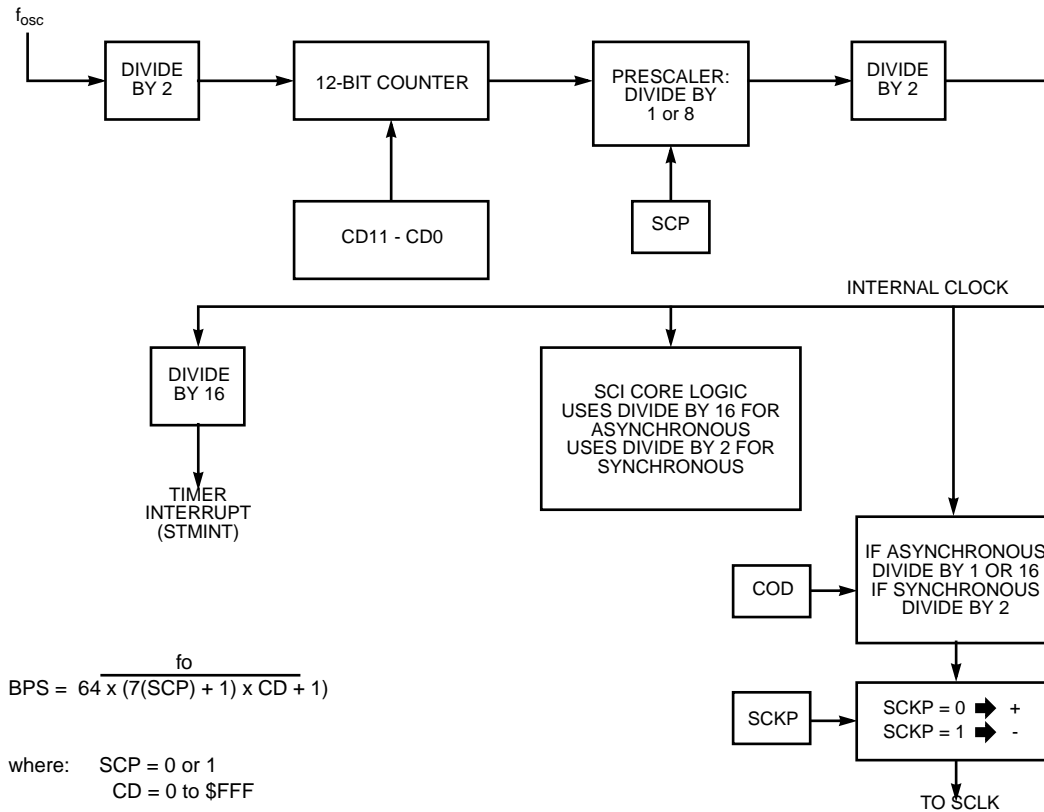 fosc
DIVIDE
BY 2
12-BIT COUNTER
PRESCALER:
DIVIDE BY
1 or 8
DIVIDE
BY 2
CD11 - CD0
SCP
INTERNAL CLOCK
DIVIDE
BY 16
SCI CORE LOGIC
USES DIVIDE BY 16 FOR
ASYNCHRONOUS
USES DIVIDE BY 2 FOR
SYNCHRONOUS
TIMER
INTERRUPT
(STMINT)
COD
IF ASYNCHRONOUS
DIVIDE BY 1 OR 16
IF SYNCHRONOUS
DIVIDE BY 2
fo
BPS = 64 x (7(SCP) + 1) x CD + 1)
SCKP
SCKP = 0 ➡ +
SCKP = 1 ➡ -
where: SCP = 0 or 1
CD = 0 to $FFF
TO SCLK